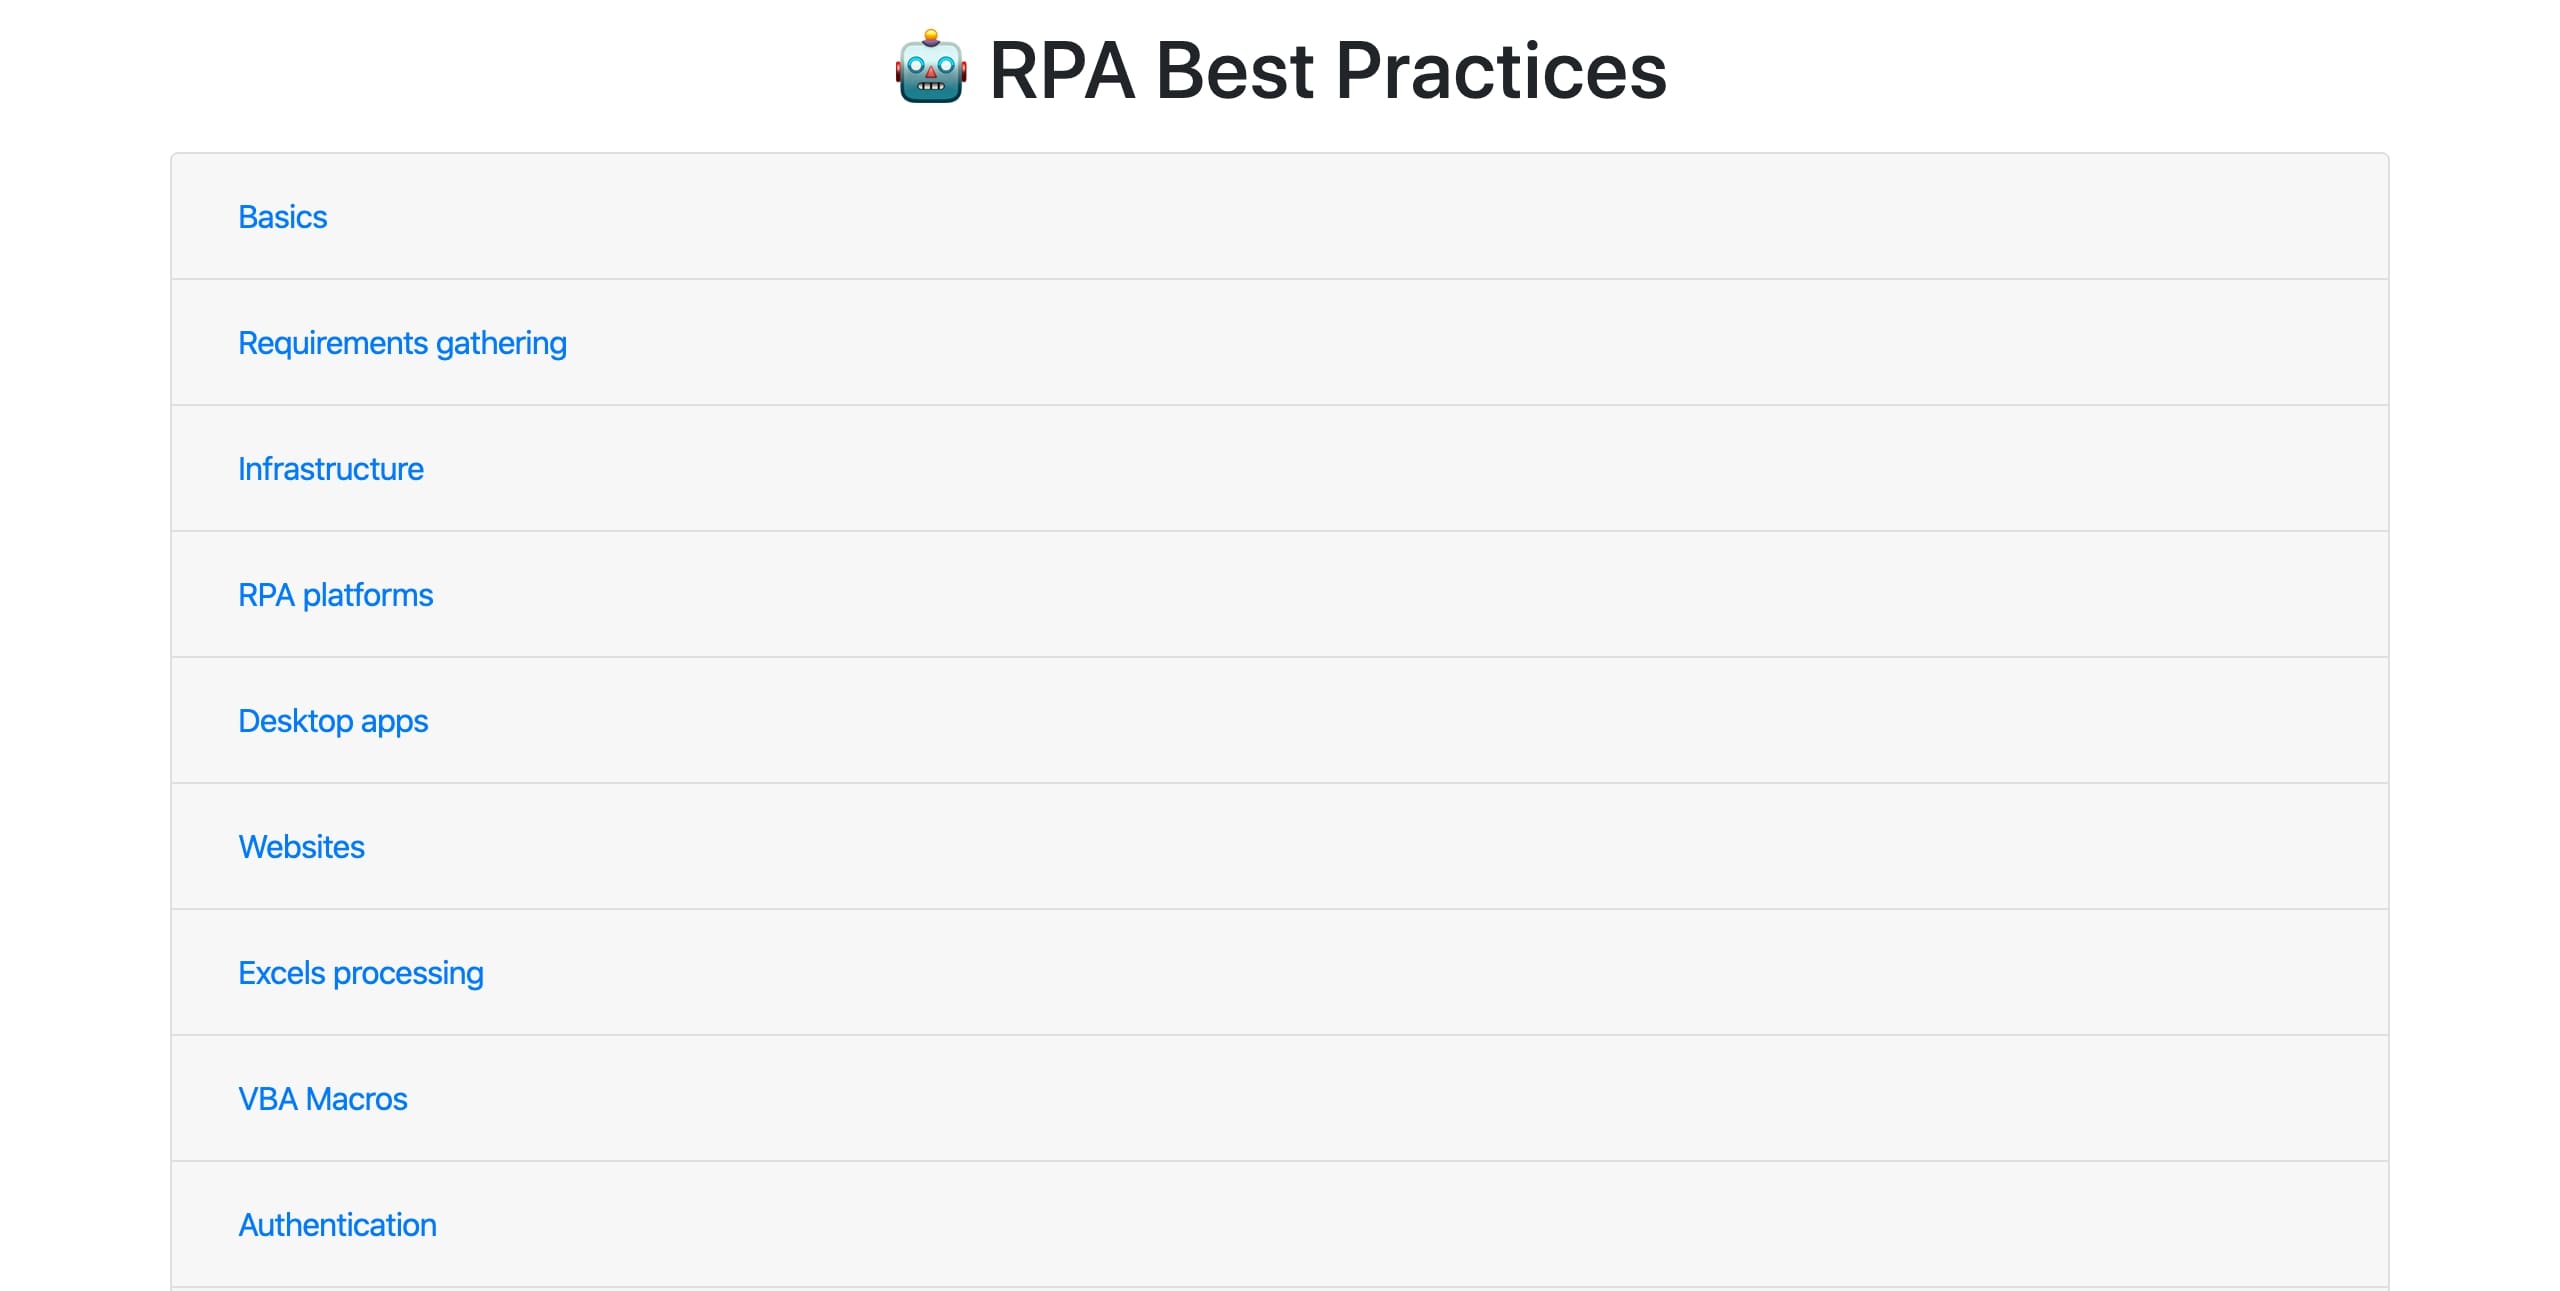 🤖 RPA Best Practices
Basics
Requirements gathering
Infrastructure
RPA platforms
Desktop apps
Websites
Excels processing
VBA Macros
Authentication